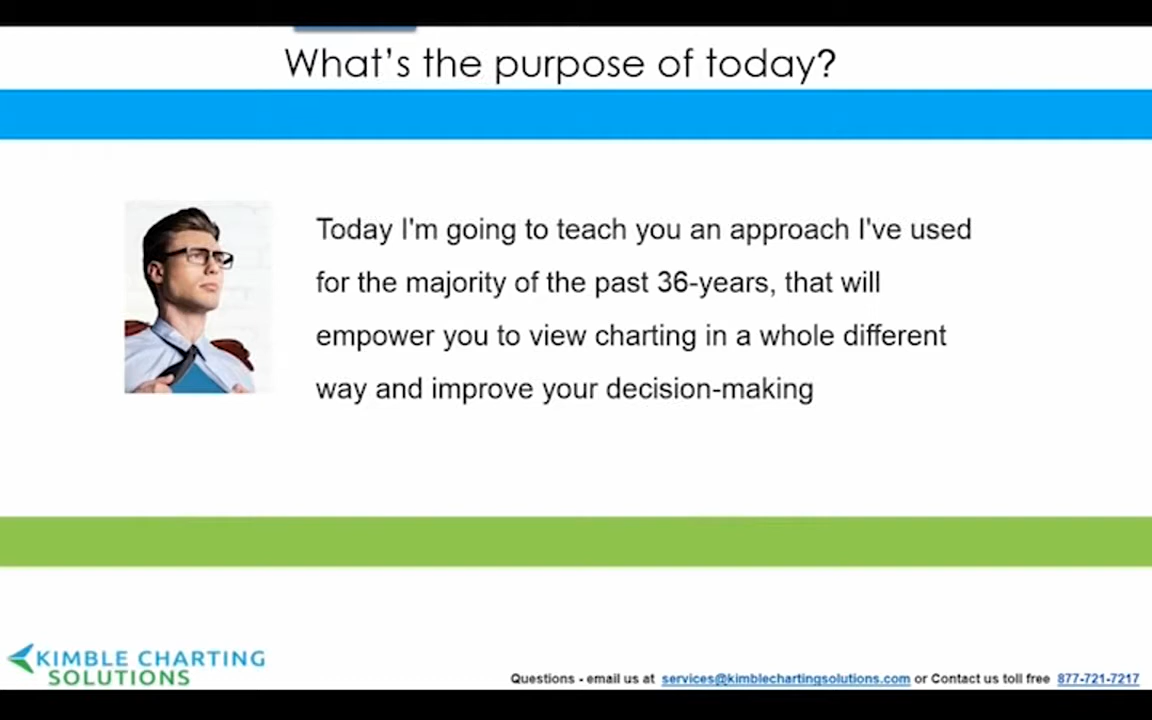 What's the purpose of today?
Today I'm going to teach you an approach I've used
for the majority of the past 36-years, that will
empower you to view charting in a whole different
way and improve your decision-making
KIMBLE CHARTING
SOLUTIONS
Questions - email us at services@kimblechartingsolutions.com or Contact us toll free 877-721-7217